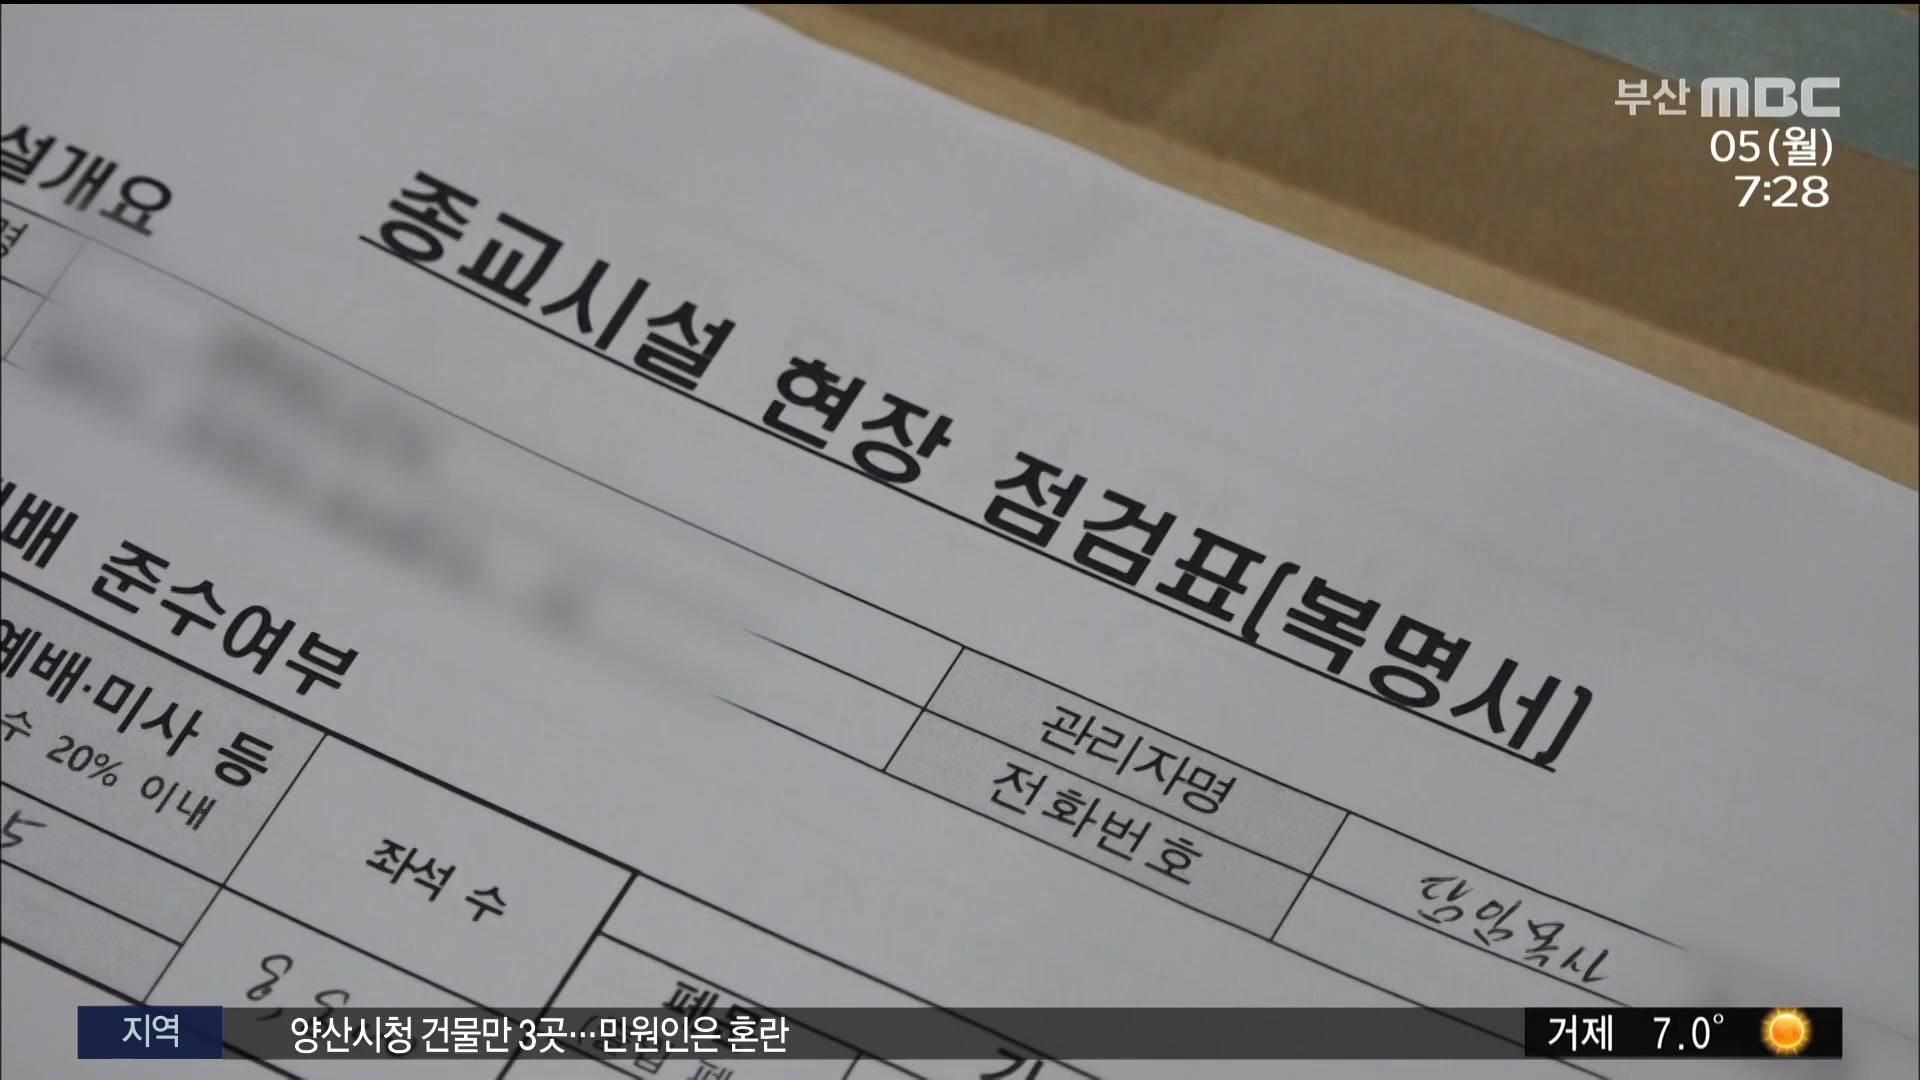 부산 MBC
05(월)
7:28
설개요
종교시설 현장 점검표[복명서]
명
관리자명
담임목사
전화번호
배 준수여부
예배·미사 등
수 20% 이내
좌석 수
5
지역
양산시청 건물만 3곳…민원인은 혼란
거제 7.0°